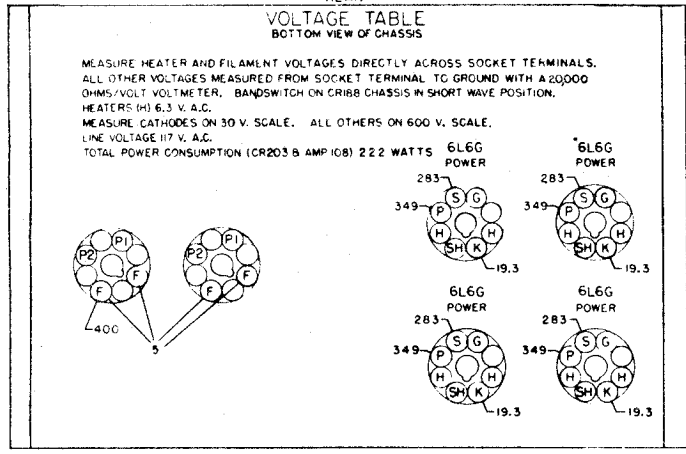 VOLTAGE TABLE
BOTTOM VIEW OF CHASSIS
MEASURE HEATER AND FILAMENT VOLTAGES DIRECTLY ACROSS SOCKET TERMINALS.
ALL OTHER VOLTAGES MEASURED FROM SOCKET TERMINAL TO GROUND WITH A 20,000
OHMS/VOLT VOLTMETER. BANDSWITCH ON CR188 CHASSIS IN SHORT WAVE POSITION.
HEATERS (H) 6.3 V. A.C.
MEASURE CATHODES ON 30 V. SCALE. ALL OTHERS ON 600 V. SCALE.
LINE VOLTAGE 117 V. A.C.
TOTAL POWER CONSUMPTION (CR203 & AMP 108) 222 WATTS
6L6G
POWER
283
S G
349 P
H H
SH K
19.3
6L6G
POWER
283
S G
349 P
H H
SH K
19.3
P1
P2
F
F
400
P1
P2
F
F
5
6L6G
POWER
283
S G
349 P
H H
SH K
19.3
6L6G
POWER
283
S G
349 P
H H
SH K
19.3